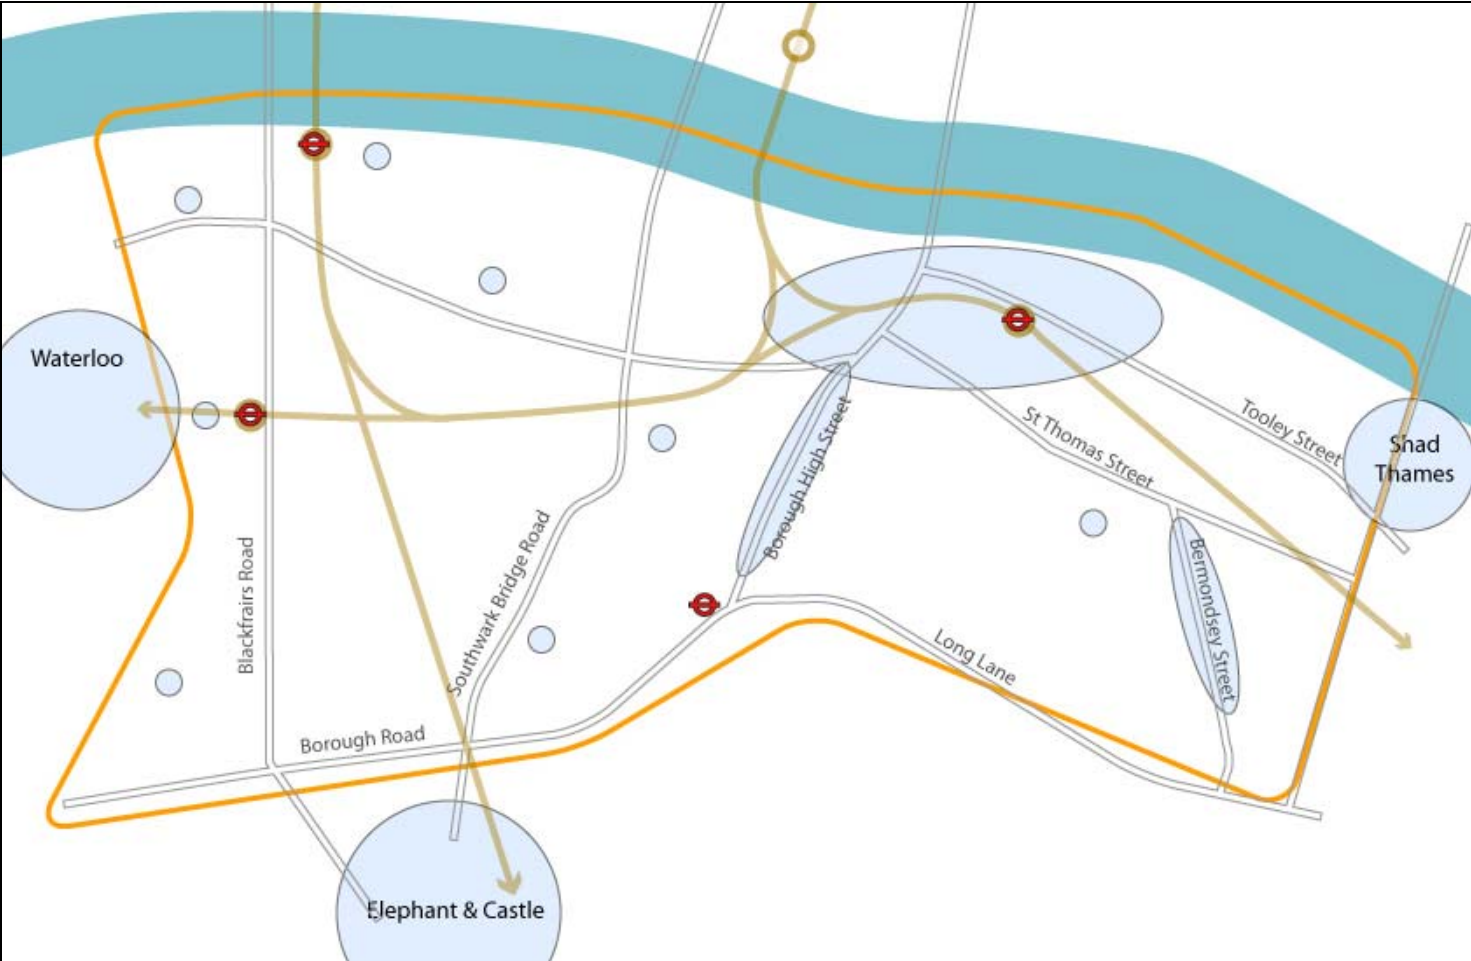 Waterloo
Tooley Street
St Thomas Street
Shad
Thames
Borough High Street
Blackfriars Road
Southwark Bridge Road
Bermondsey Street
Long Lane
Borough Road
Elephant & Castle